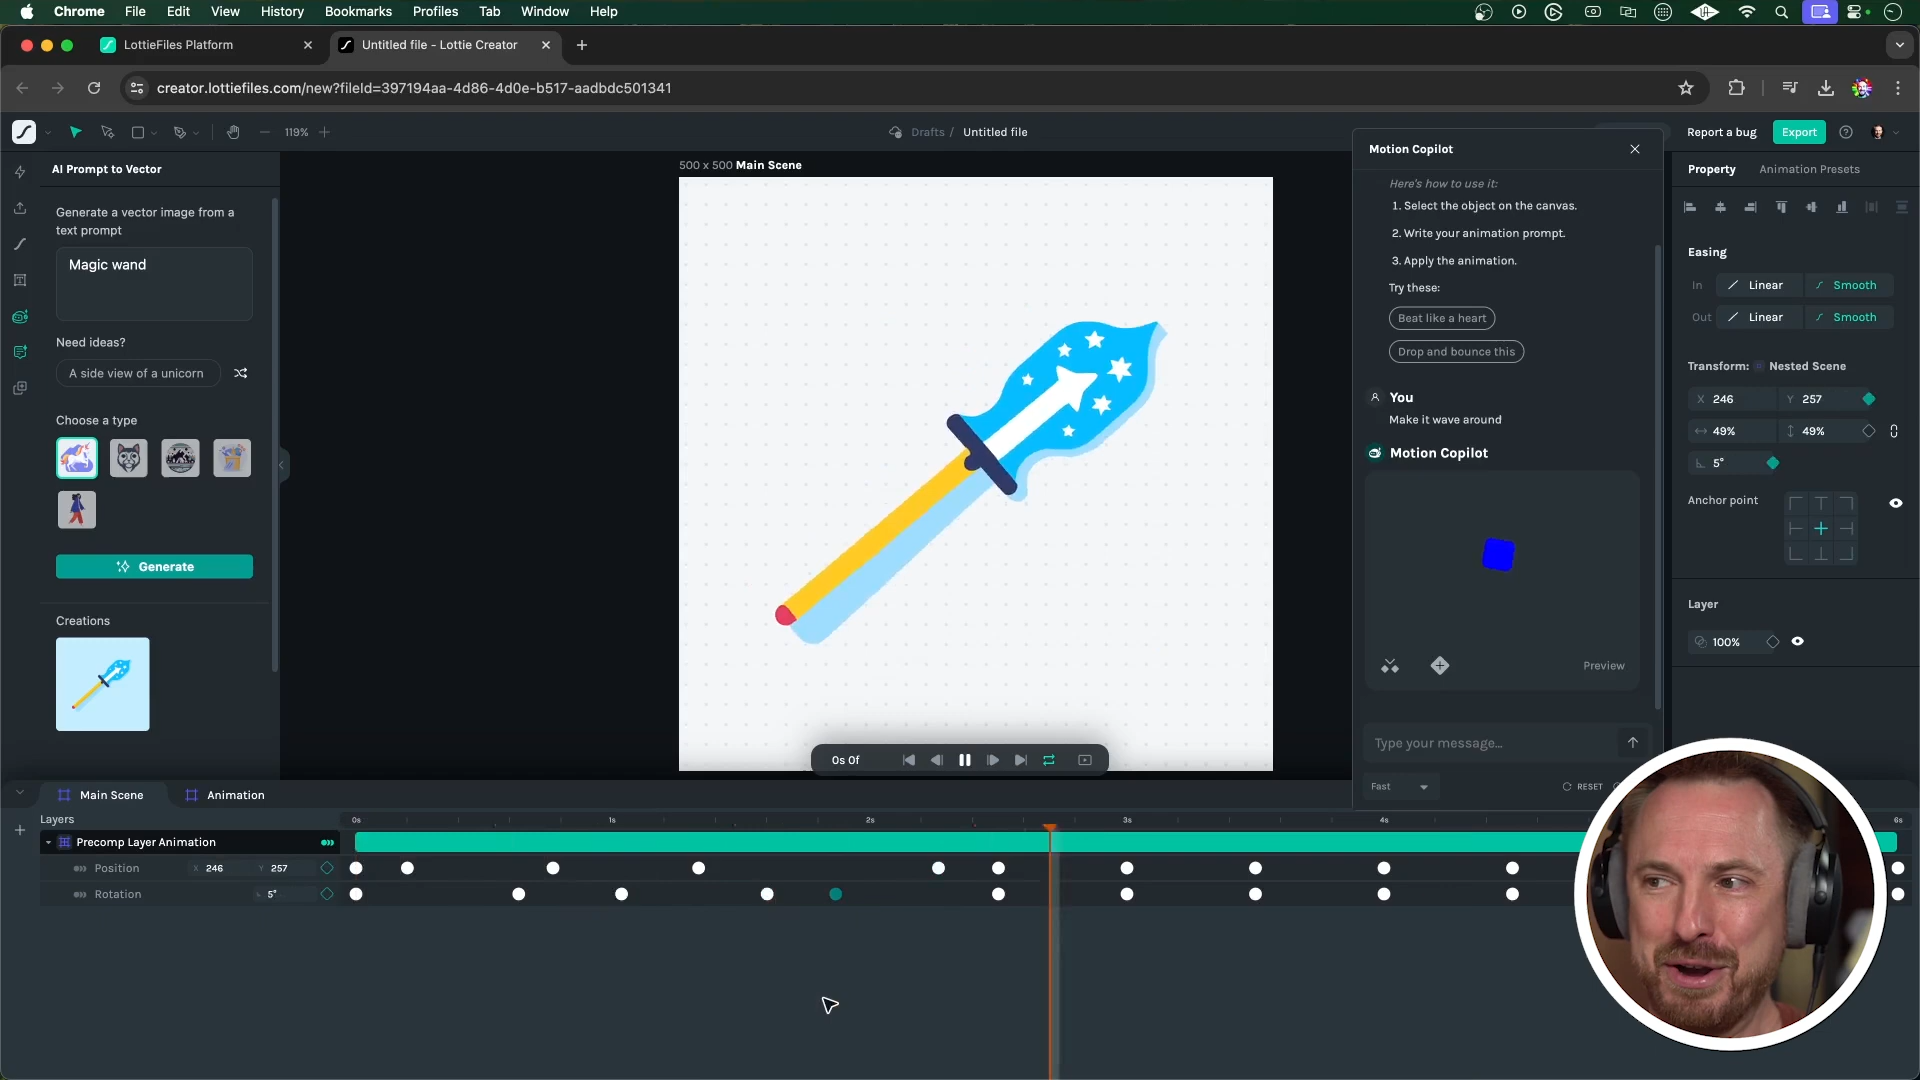 Chrome File Edit View History Bookmarks Profiles Tab Window Help
LottieFiles Platform
Untitled file - Lottie Creator
creator.lottiefiles.com/new?fileId=397194aa-4d86-4d0e-b517-aadbdc501341
119%
Drafts / Untitled file
Report a bug
Export
AI Prompt to Vector
Generate a vector image from a
text prompt
Magic wand
Need ideas?
A side view of a unicorn
Choose a type
Generate
Creations
500 x 500 Main Scene
0s 0f
Motion Copilot
Here's how to use it:
1. Select the object on the canvas.
2. Write your animation prompt.
3. Apply the animation.
Try these:
Beat like a heart
Drop and bounce this
You
Make it wave around
Motion Copilot
Preview
Type your message...
Fast
RESET
Property Animation Presets
Easing
In Linear Smooth
Out Linear Smooth
Transform: Nested Scene
X 246 Y 257
49% 49%
5°
Anchor point
Layer
100%
Main Scene Animation
Layers
0s 1s 2s 3s 4s 6s
Precomp Layer Animation
Position X 246 Y 257
Rotation 5°